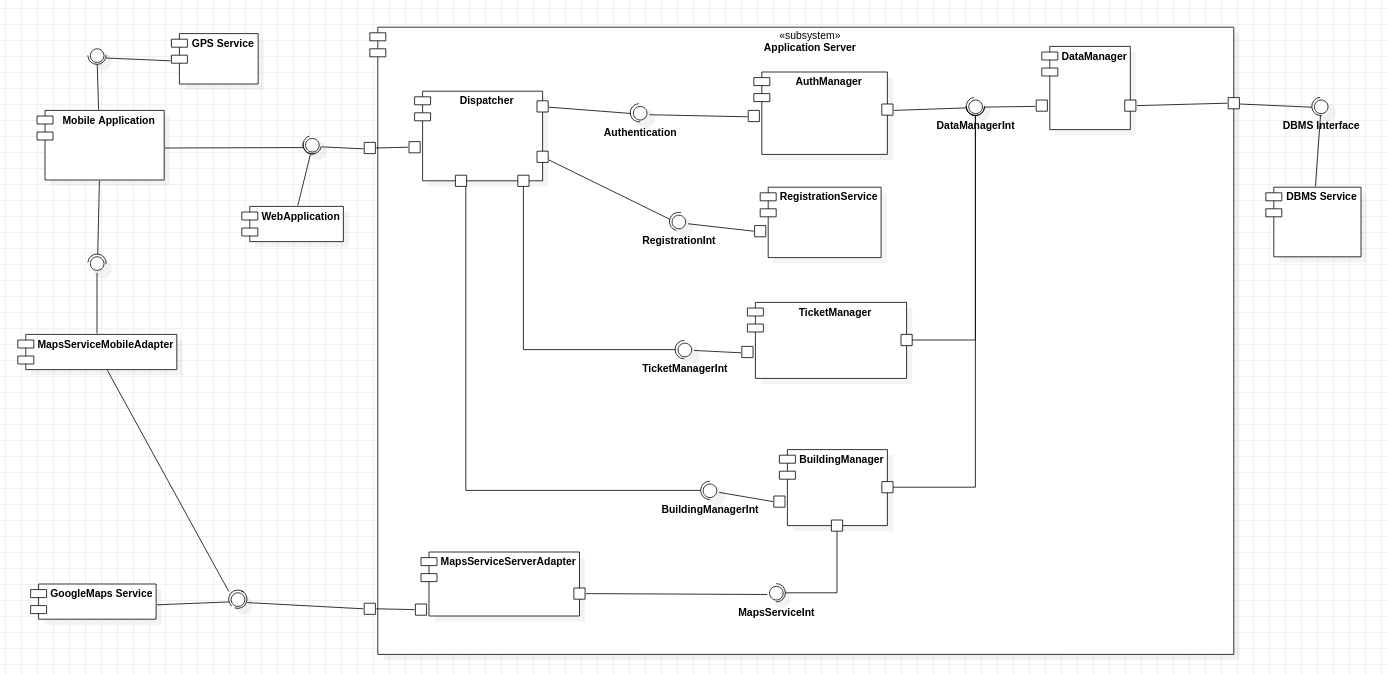 «subsystem»
Application Server
GPS Service
DataManager
AuthManager
Dispatcher
Mobile Application
Authentication
DataManagerInt
DBMS Interface
WebApplication
RegistrationService
DBMS Service
RegistrationInt
TicketManager
MapsServiceMobileAdapter
TicketManagerInt
BuildingManager
BuildingManagerInt
MapsServiceServerAdapter
GoogleMaps Service
MapsServiceInt